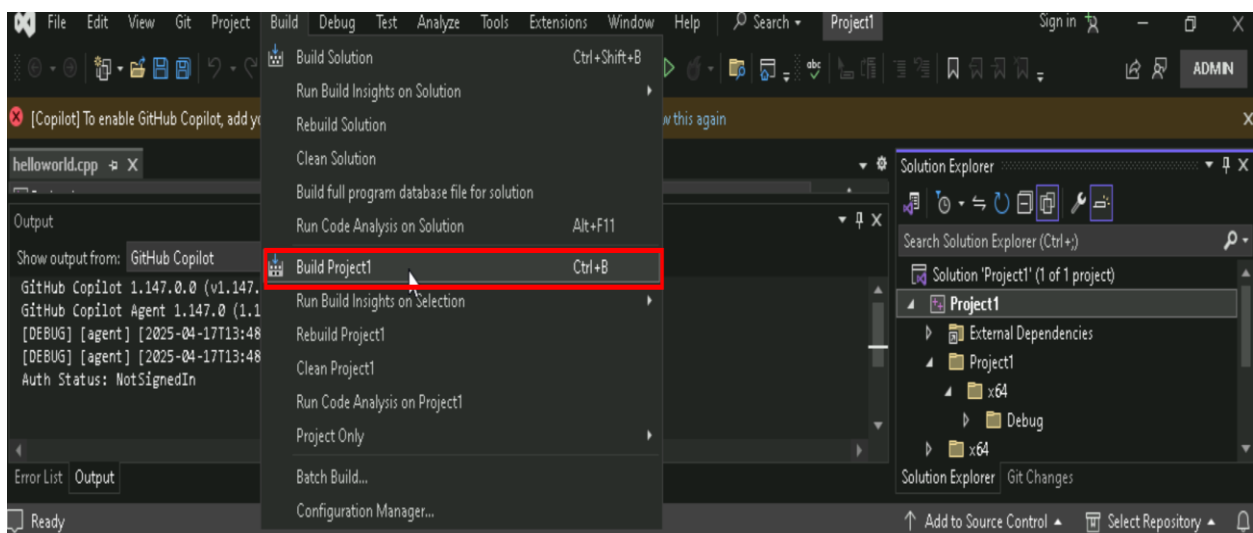 File Edit View Git Project Build Debug Test Analyze Tools Extensions Window Help Search Project1 Sign in
ADMIN
[Copilot] To enable GitHub Copilot, add yo
w this again
helloworld.cpp
Output
Show output from: GitHub Copilot
GitHub Copilot 1.147.0.0 (v1.147.
GitHub Copilot Agent 1.147.0 (1.1
[DEBUG] [agent] [2025-04-17T13:48
[DEBUG] [agent] [2025-04-17T13:48
Auth Status: NotSignedIn
Error List Output
Ready
Build Solution Ctrl+Shift+B
Run Build Insights on Solution
Rebuild Solution
Clean Solution
Build full program database file for solution
Run Code Analysis on Solution Alt+F11
Build Project1 Ctrl+B
Run Build Insights on Selection
Rebuild Project1
Clean Project1
Run Code Analysis on Project1
Project Only
Batch Build...
Configuration Manager...
abc
Solution Explorer
Search Solution Explorer (Ctrl+;)
Solution 'Project1' (1 of 1 project)
Project1
External Dependencies
Project1
x64
Debug
x64
Solution Explorer Git Changes
Add to Source Control Select Repository